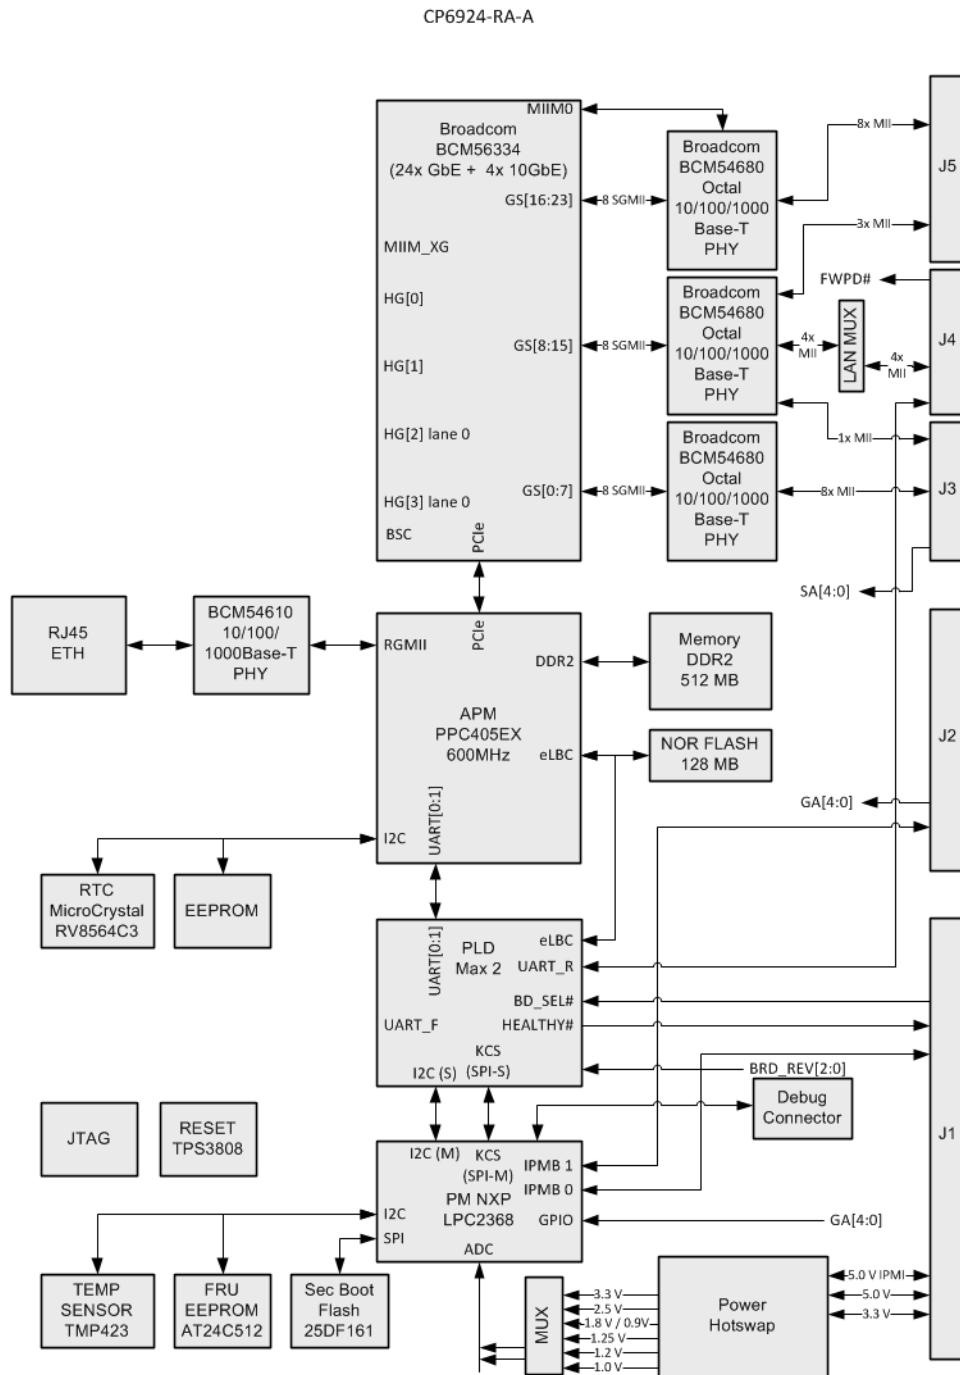 CP6924-RA-A
MIIM0
Broadcom
BCM56334
(24x GbE + 4x 10GbE)
GS[16:23]
MIIM_XG
HG[0]
GS[8:15]
HG[1]
HG[2] lane 0
HG[3] lane 0
GS[0:7]
BSC
PCIe
8 SGMII
8 SGMII
8 SGMII
Broadcom
BCM54680
Octal
10/100/1000
Base-T
PHY
Broadcom
BCM54680
Octal
10/100/1000
Base-T
PHY
Broadcom
BCM54680
Octal
10/100/1000
Base-T
PHY
8x MII
3x MII
FWPD#
4x
MII
LAN MUX
4x
MII
1x MII
8x MII
SA[4:0]
J5
J4
J3
J2
J1
RJ45
ETH
BCM54610
10/100/
1000Base-T
PHY
RGMII
PCIe
DDR2
APM
PPC405EX
600MHz
eLBC
UART[0:1]
I2C
Memory
DDR2
512 MB
NOR FLASH
128 MB
GA[4:0]
RTC
MicroCrystal
RV8564C3
EEPROM
UART[0:1]
PLD
Max 2
eLBC
UART_R
BD_SEL#
UART_F
HEALTHY#
KCS
(SPI-S)
I2C (S)
BRD_REV[2:0]
Debug
Connector
JTAG
RESET
TPS3808
I2C (M)
KCS
(SPI-M)
IPMB 1
IPMB 0
PM NXP
LPC2368
I2C
GPIO
SPI
ADC
GA[4:0]
TEMP
SENSOR
TMP423
FRU
EEPROM
AT24C512
Sec Boot
Flash
25DF161
MUX
3.3 V
2.5 V
1.8 V / 0.9V
1.25 V
1.2 V
1.0 V
Power
Hotswap
5.0 V IPMI
5.0 V
3.3 V